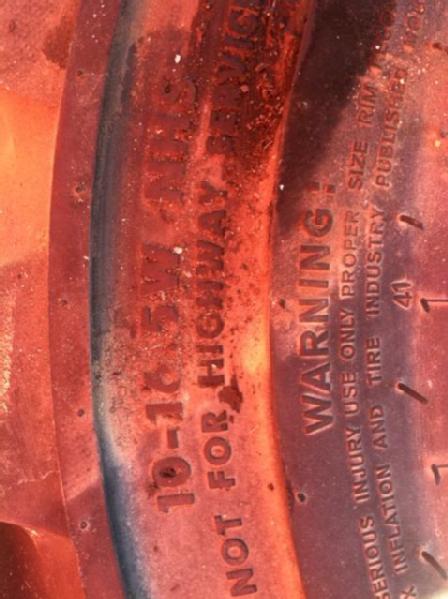 10-16.5W NHS
NOT FOR HIGHWAY SERVICE
WARNING:
SERIOUS INJURY USE ONLY PROPER SIZE RIM
INFLATION AND TIRE INDUSTRY PUBLISHED
41